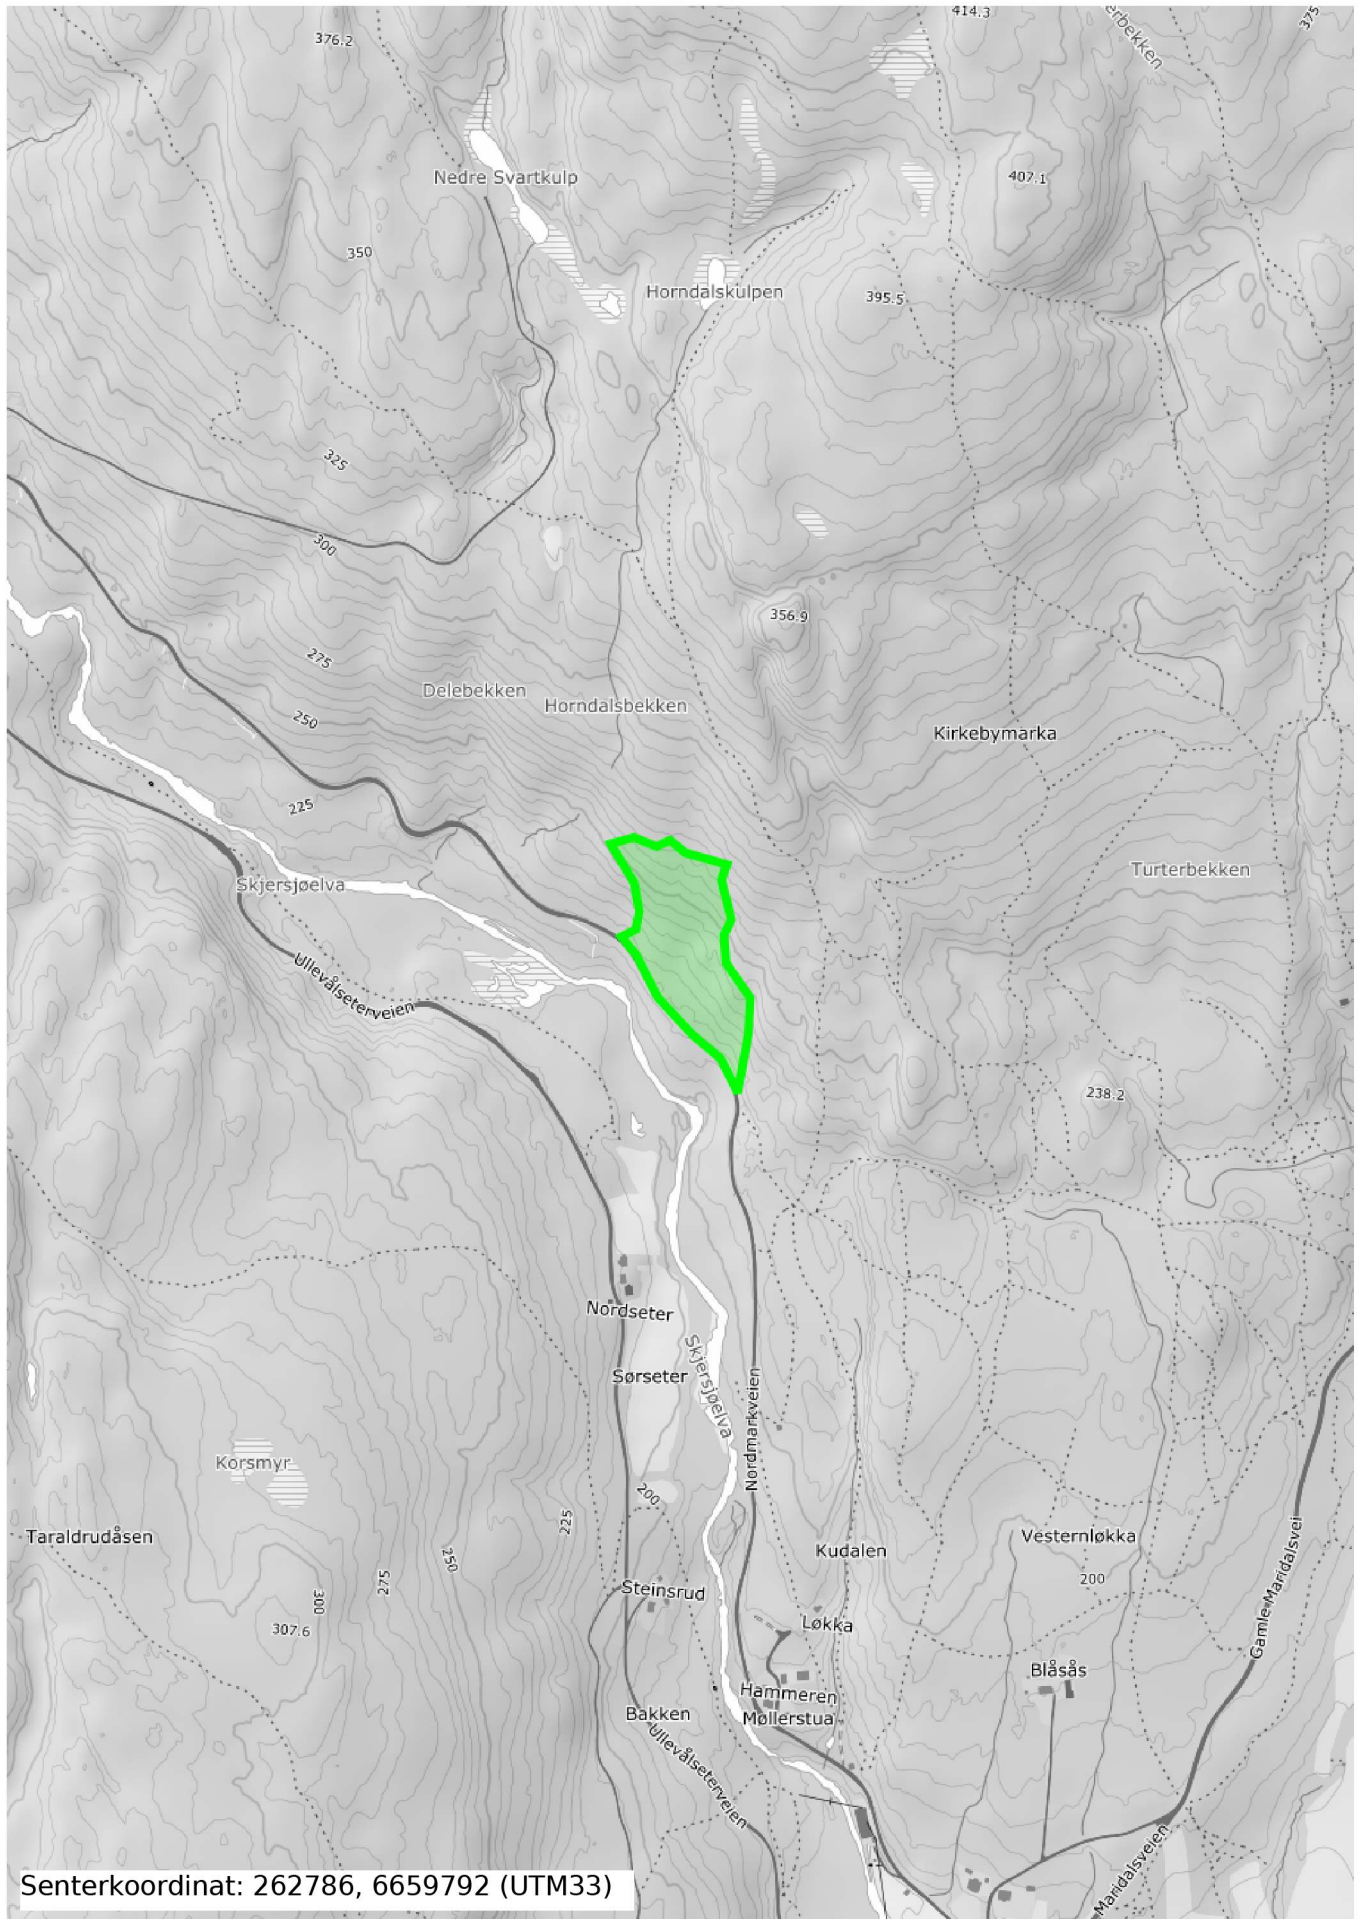 414.3
375
erbekken
376.2
Nedre Svartkulp
407.1
350
Horndalskulpen
395.5
325
300
356.9
275
Delebekken
Horndalsbekken
250
Kirkebymarka
225
Turterbekken
Skjersjøelva
Ullevålseterveien
238.2
Nordseter
Skjersjøelva
Sørseter
Nordmarkveien
Korsmyr
200
225
Taraldrudåsen
Vesternløkka
Kudalen
250
275
200
Gamle Maridalsvei
300
Steinsrud
307.6
Løkka
Blåsås
Hammeren
Bakken
Møllerstua
Ullevålseterveien
Maridalsveien
Senterkoordinat: 262786, 6659792 (UTM33)